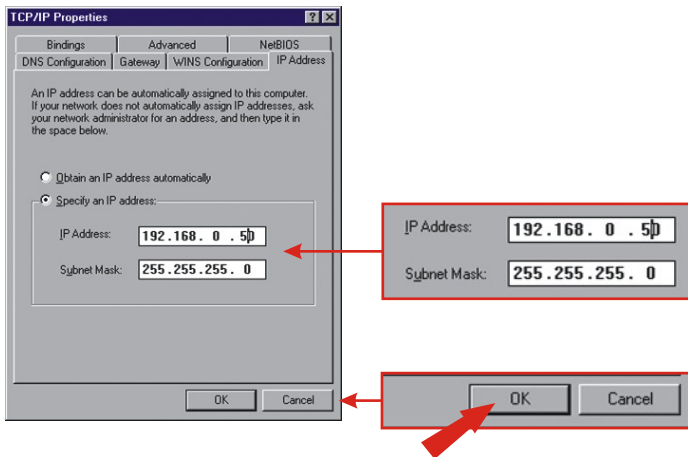 TCP/IP Properties
Bindings Advanced NetBIOS
DNS Configuration Gateway WINS Configuration IP Address
An IP address can be automatically assigned to this computer.
If your network does not automatically assign IP addresses, ask
your network administrator for an address, and then type it in
the space below.
Obtain an IP address automatically
Specify an IP address:
IP Address: 192.168. 0 . 50
Subnet Mask: 255.255.255. 0
OK Cancel
IP Address: 192.168. 0 . 50
Subnet Mask: 255.255.255. 0
OK Cancel